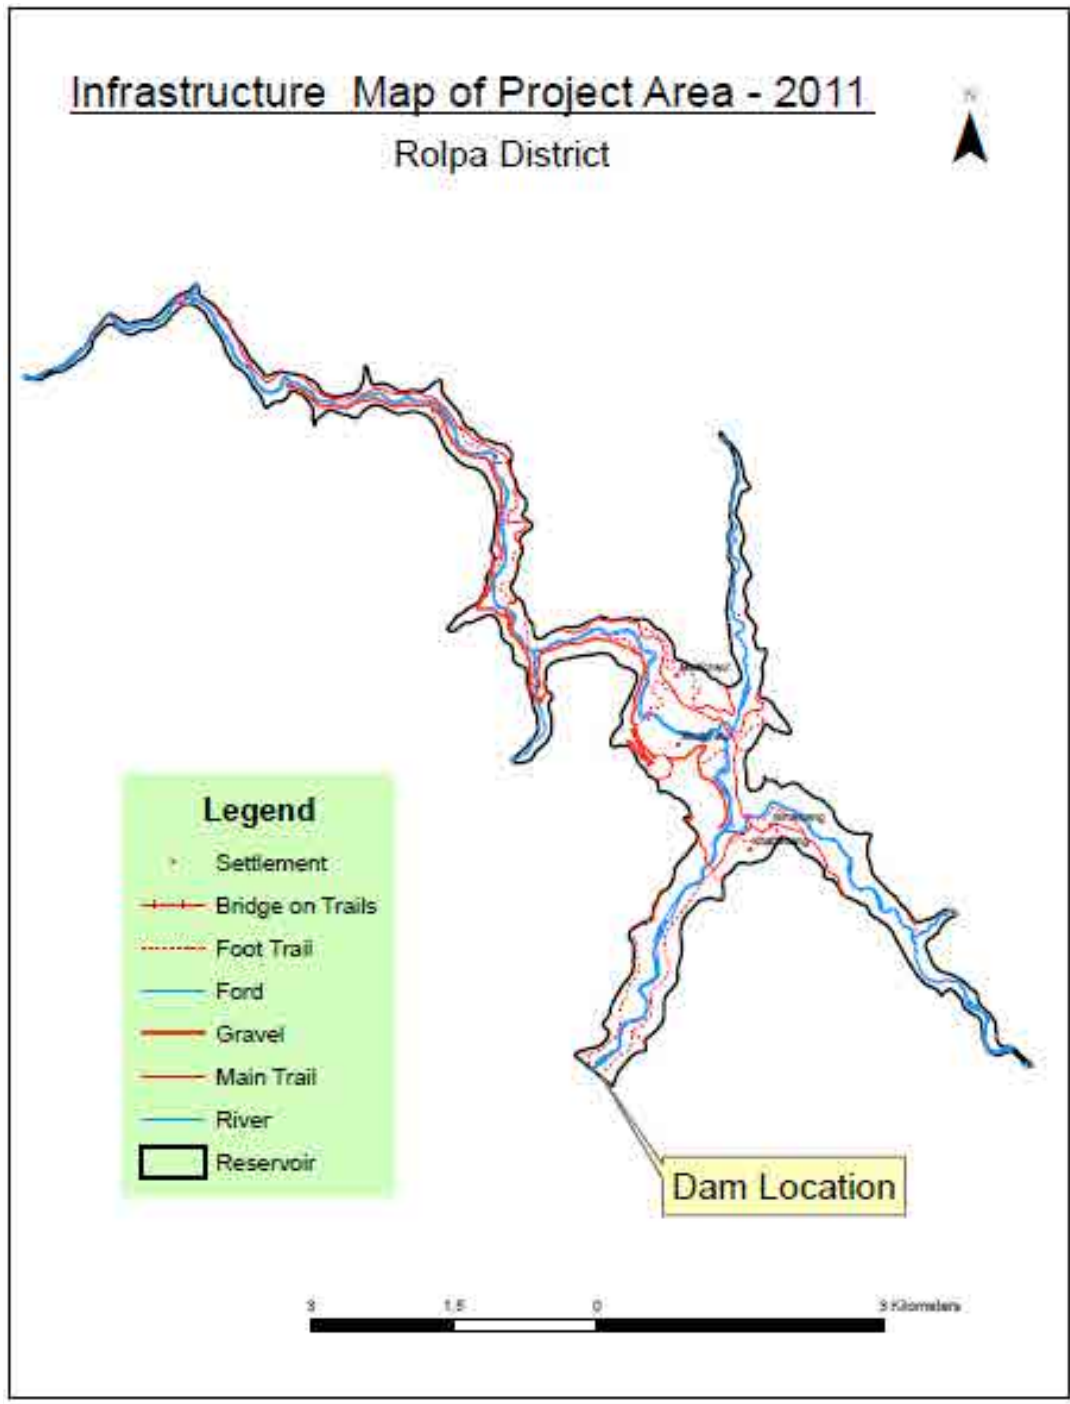 Infrastructure Map of Project Area - 2011
N
Rolpa District
Legend
Settlement
Bridge on Trails
Foot Trail
Ford
Gravel
Main Trail
River
Reservoir
Dam Location
3 1.5 0 3 Kilometers